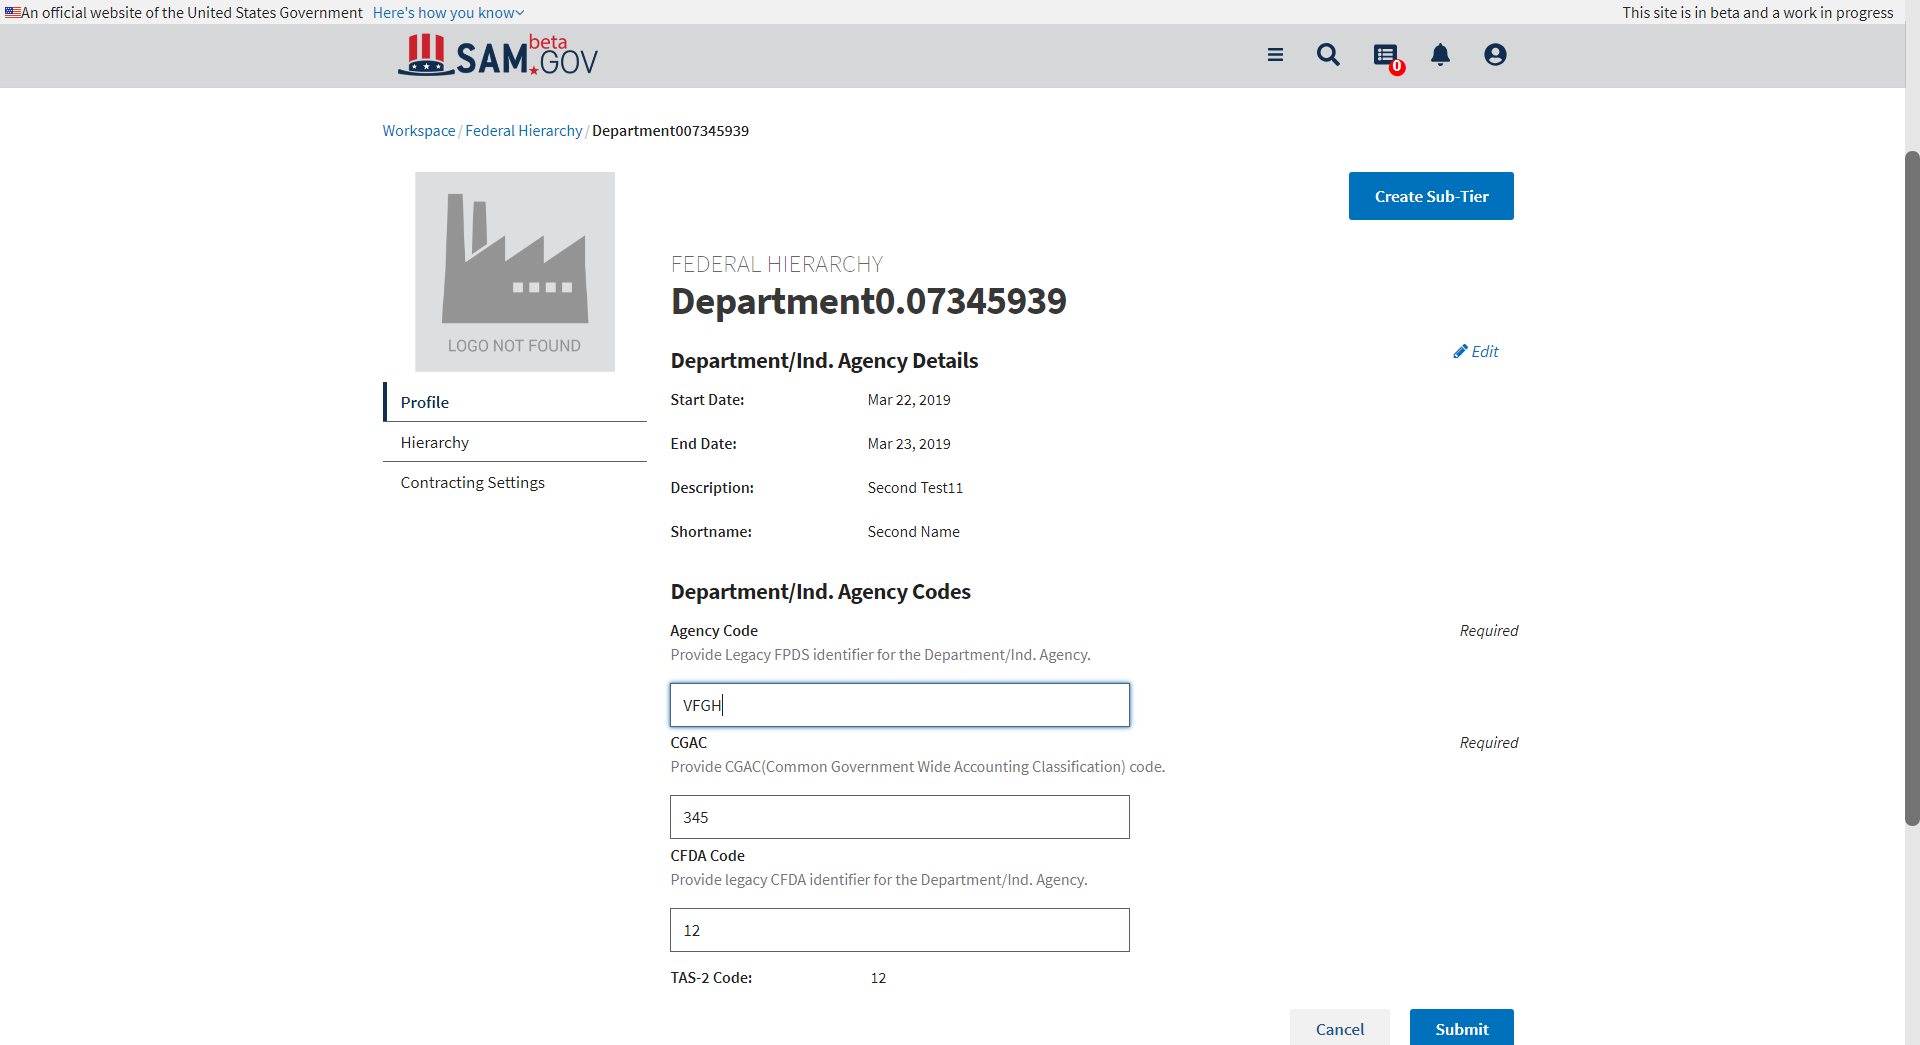 An official website of the United States Government Here's how you know
This site is in beta and a work in progress
SAM.GOV beta
0
Workspace / Federal Hierarchy / Department007345939
LOGO NOT FOUND
Create Sub-Tier
FEDERAL HIERARCHY
Department0.07345939
Profile
Hierarchy
Contracting Settings
Department/Ind. Agency Details
Edit
Start Date: Mar 22, 2019
End Date: Mar 23, 2019
Description: Second Test11
Shortname: Second Name
Department/Ind. Agency Codes
Agency Code Required
Provide Legacy FPDS identifier for the Department/Ind. Agency.
VFGH
CGAC Required
Provide CGAC(Common Government Wide Accounting Classification) code.
345
CFDA Code
Provide legacy CFDA identifier for the Department/Ind. Agency.
12
TAS-2 Code: 12
Cancel Submit